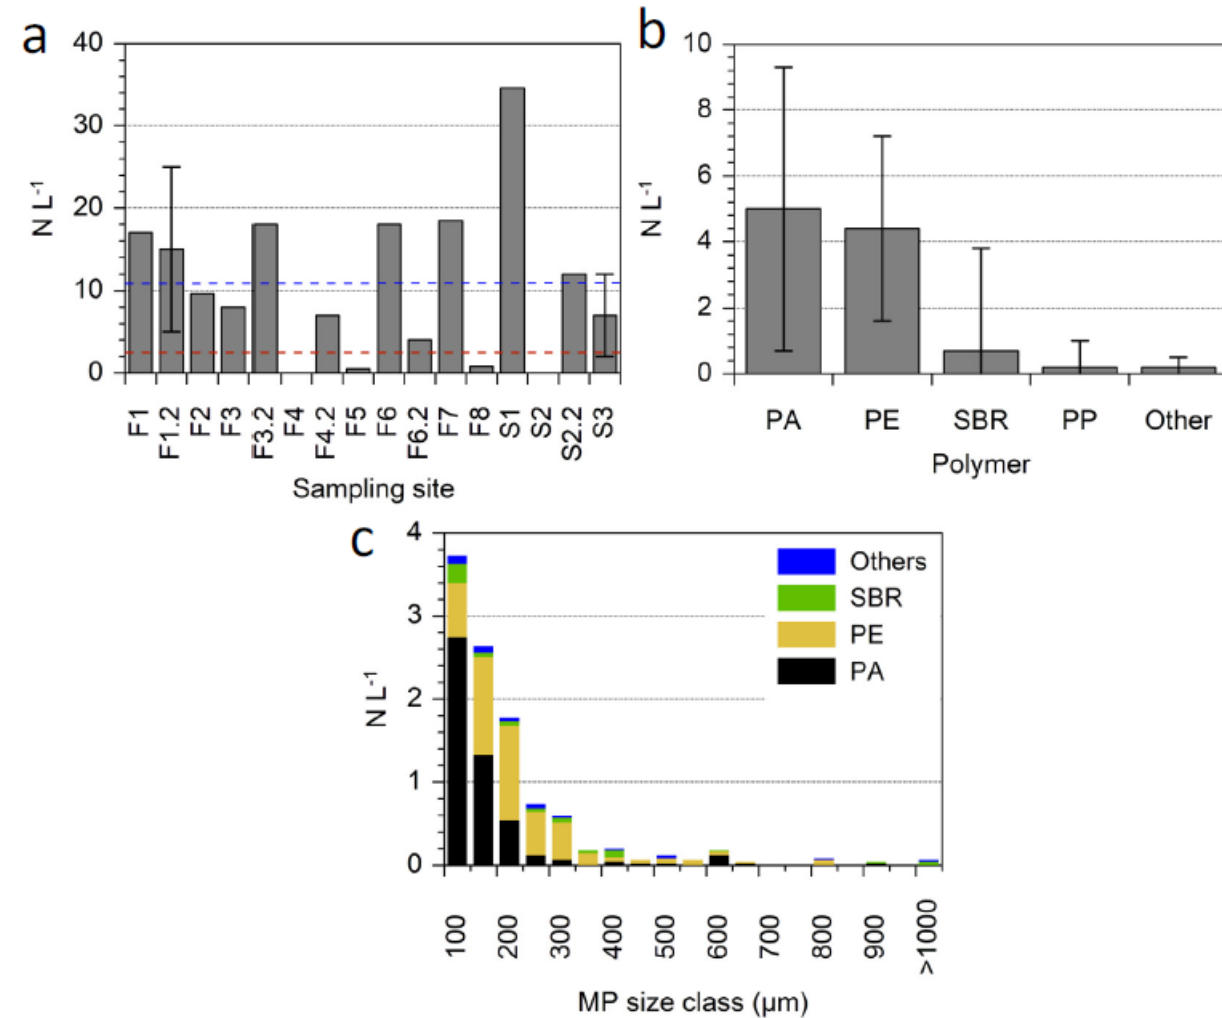 a
40
30
20
10
0
N L⁻¹
F1 F1.2 F2 F3 F3.2 F4 F4.2 F5 F6 F6.2 F7 F8 S1 S2 S2.2 S3
Sampling site
b
10
8
6
4
2
0
N L⁻¹
PA PE SBR PP Other
Polymer
c
4
3
2
1
0
N L⁻¹
Others
SBR
PE
PA
100 200 300 400 500 600 700 800 900 >1000
MP size class (µm)